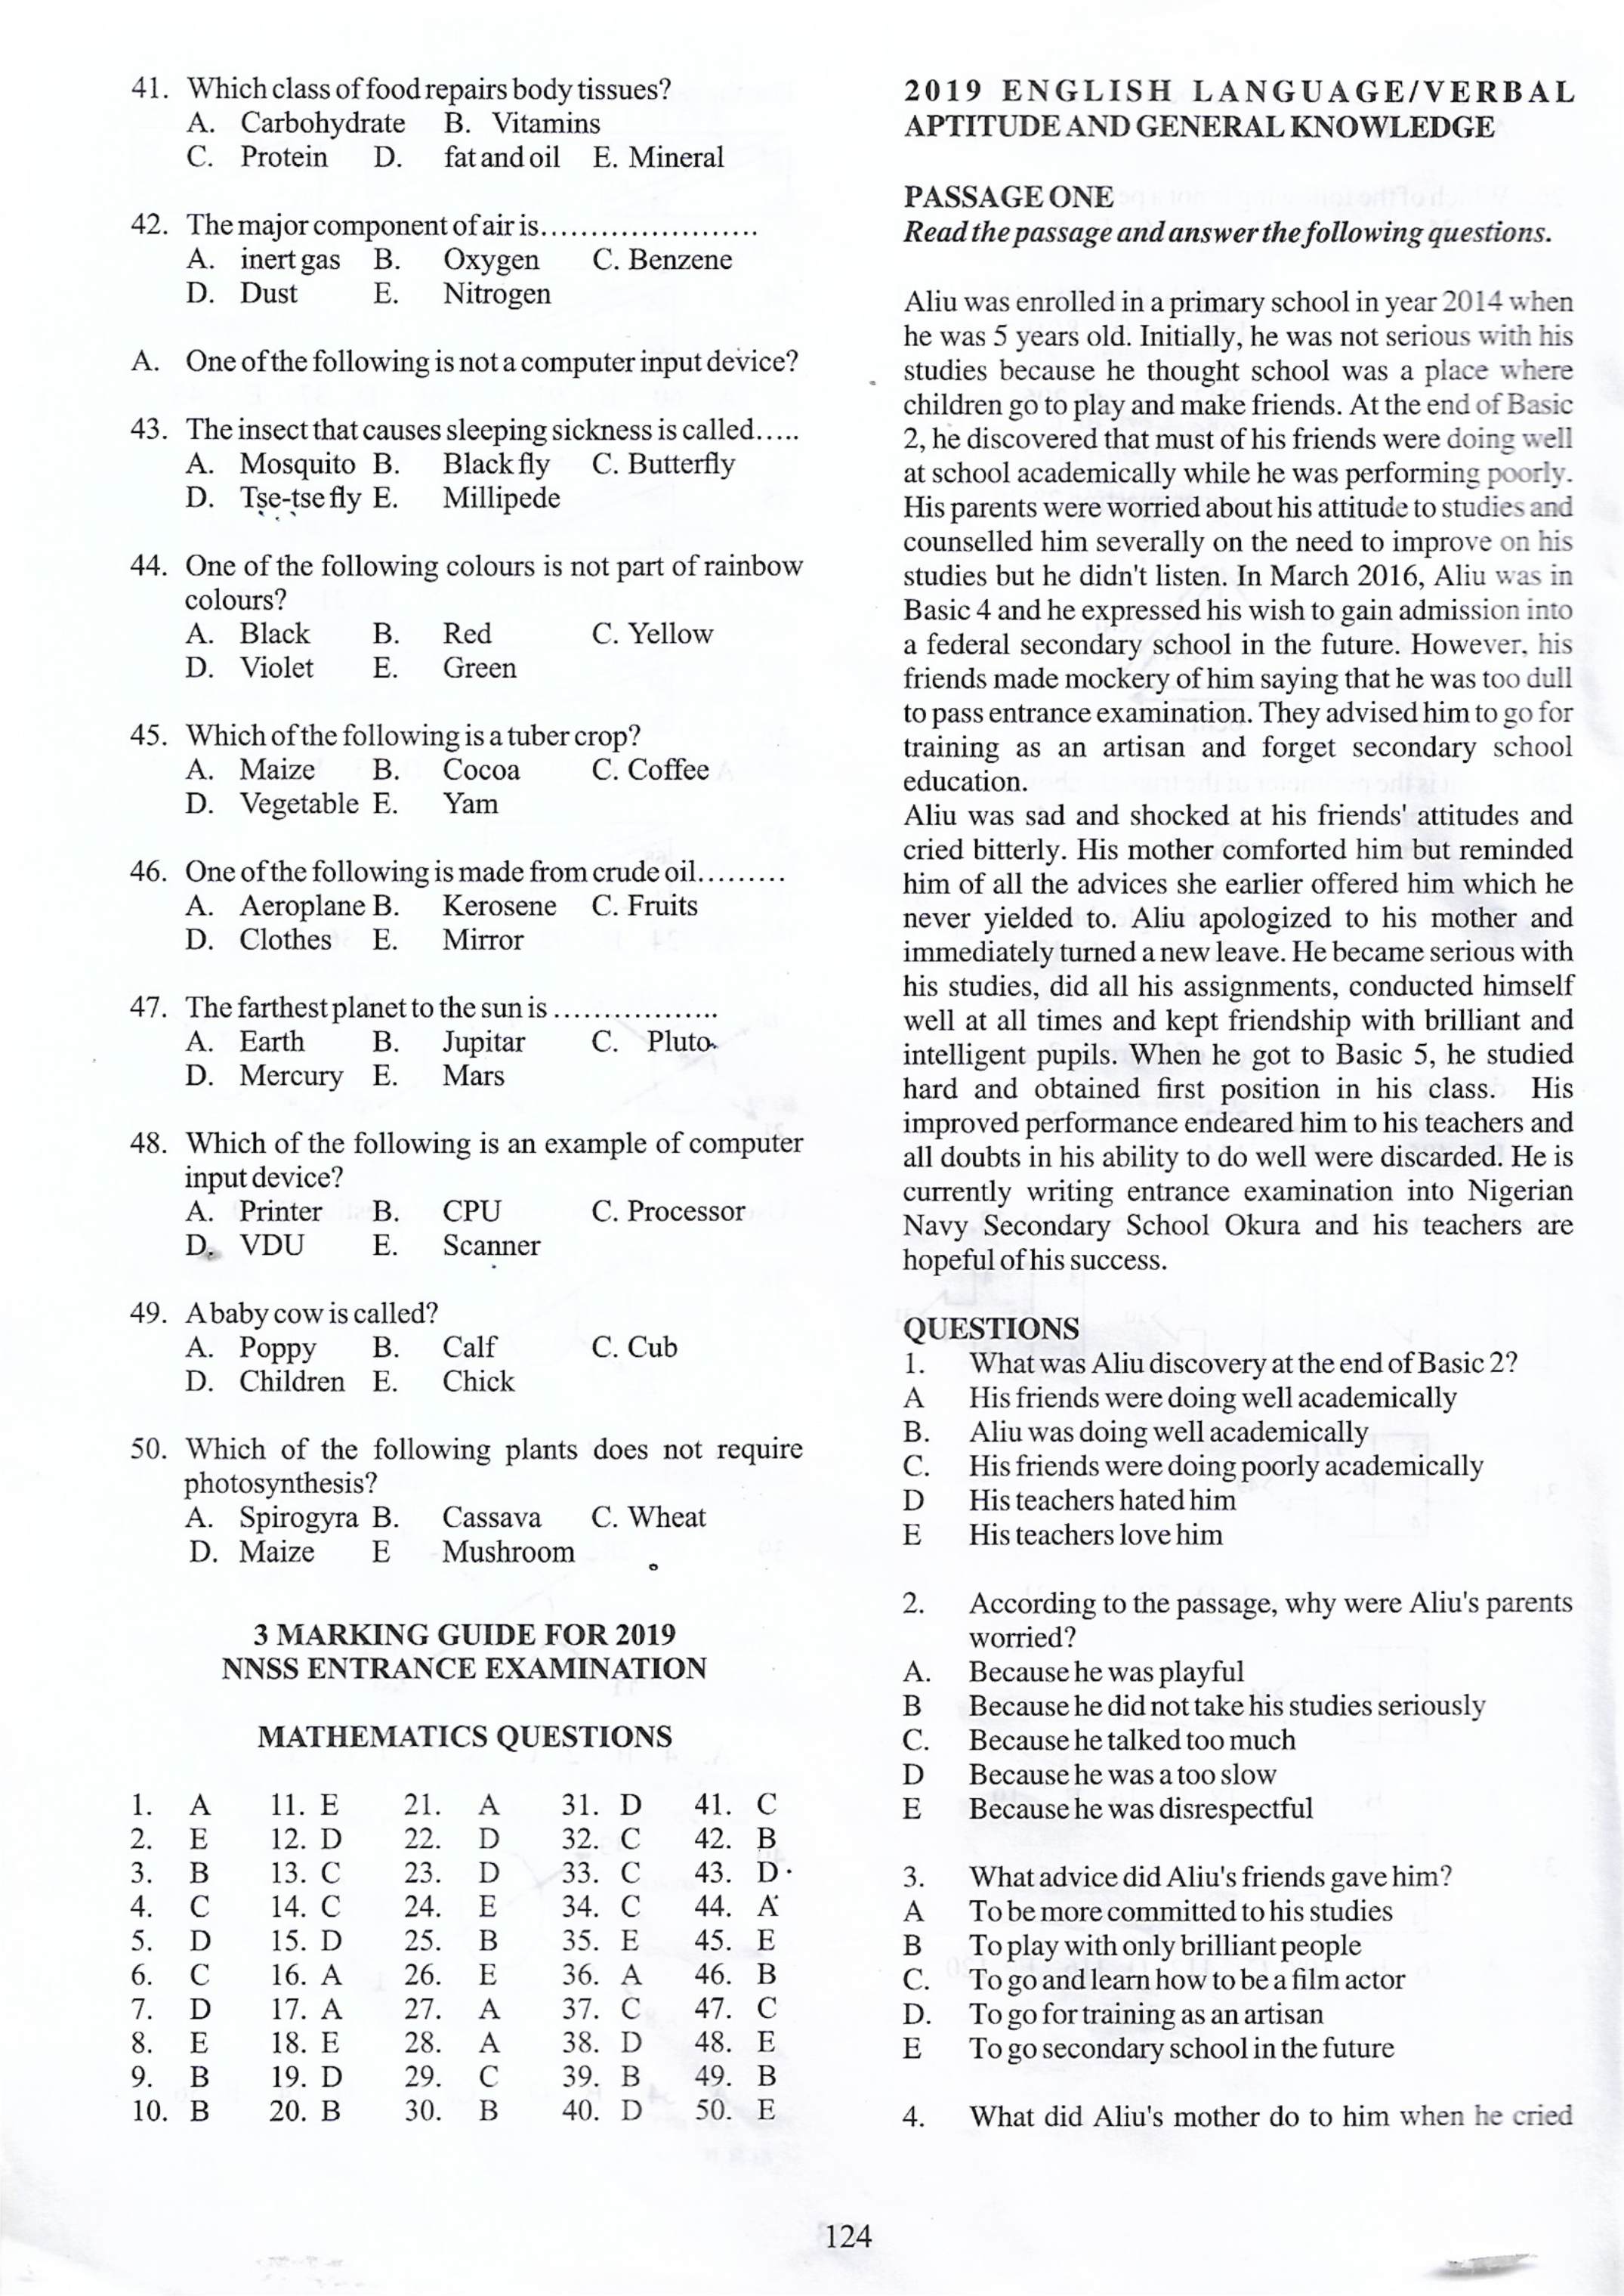 41. Which class of food repairs body tissues?
A. Carbohydrate B. Vitamins
C. Protein D. fat and oil E. Mineral
42. The major component of air is......................
A. inert gas B. Oxygen C. Benzene
D. Dust E. Nitrogen
A. One of the following is not a computer input device?
43. The insect that causes sleeping sickness is called.....
A. Mosquito B. Black fly C. Butterfly
D. Tse-tse fly E. Millipede
44. One of the following colours is not part of rainbow
colours?
A. Black B. Red C. Yellow
D. Violet E. Green
45. Which of the following is a tuber crop?
A. Maize B. Cocoa C. Coffee
D. Vegetable E. Yam
46. One of the following is made from crude oil.........
A. Aeroplane B. Kerosene C. Fruits
D. Clothes E. Mirror
47. The farthest planet to the sun is .................
A. Earth B. Jupitar C. Pluto
D. Mercury E. Mars
48. Which of the following is an example of computer
input device?
A. Printer B. CPU C. Processor
D. VDU E. Scanner
49. A baby cow is called?
A. Poppy B. Calf C. Cub
D. Children E. Chick
50. Which of the following plants does not require
photosynthesis?
A. Spirogyra B. Cassava C. Wheat
D. Maize E Mushroom
3 MARKING GUIDE FOR 2019
NNSS ENTRANCE EXAMINATION
MATHEMATICS QUESTIONS
1. A 11. E 21. A 31. D 41. C
2. E 12. D 22. D 32. C 42. B
3. B 13. C 23. D 33. C 43. D
4. C 14. C 24. E 34. C 44. A
5. D 15. D 25. B 35. E 45. E
6. C 16. A 26. E 36. A 46. B
7. D 17. A 27. A 37. C 47. C
8. E 18. E 28. A 38. D 48. E
9. B 19. D 29. C 39. B 49. B
10. B 20. B 30. B 40. D 50. E
2019 ENGLISH LANGUAGE/VERBAL
APTITUDE AND GENERAL KNOWLEDGE
PASSAGE ONE
Read the passage and answer the following questions.
Aliu was enrolled in a primary school in year 2014 when
he was 5 years old. Initially, he was not serious with his
studies because he thought school was a place where
children go to play and make friends. At the end of Basic
2, he discovered that must of his friends were doing well
at school academically while he was performing poorly.
His parents were worried about his attitude to studies and
counselled him severally on the need to improve on his
studies but he didn't listen. In March 2016, Aliu was in
Basic 4 and he expressed his wish to gain admission into
a federal secondary school in the future. However, his
friends made mockery of him saying that he was too dull
to pass entrance examination. They advised him to go for
training as an artisan and forget secondary school
education.
Aliu was sad and shocked at his friends' attitudes and
cried bitterly. His mother comforted him but reminded
him of all the advices she earlier offered him which he
never yielded to. Aliu apologized to his mother and
immediately turned a new leave. He became serious with
his studies, did all his assignments, conducted himself
well at all times and kept friendship with brilliant and
intelligent pupils. When he got to Basic 5, he studied
hard and obtained first position in his class. His
improved performance endeared him to his teachers and
all doubts in his ability to do well were discarded. He is
currently writing entrance examination into Nigerian
Navy Secondary School Okura and his teachers are
hopeful of his success.
QUESTIONS
1. What was Aliu discovery at the end of Basic 2?
A His friends were doing well academically
B. Aliu was doing well academically
C. His friends were doing poorly academically
D His teachers hated him
E His teachers love him
2. According to the passage, why were Aliu's parents
worried?
A. Because he was playful
B Because he did not take his studies seriously
C. Because he talked too much
D Because he was a too slow
E Because he was disrespectful
3. What advice did Aliu's friends gave him?
A To be more committed to his studies
B To play with only brilliant people
C. To go and learn how to be a film actor
D. To go for training as an artisan
E To go secondary school in the future
4. What did Aliu's mother do to him when he cried
124